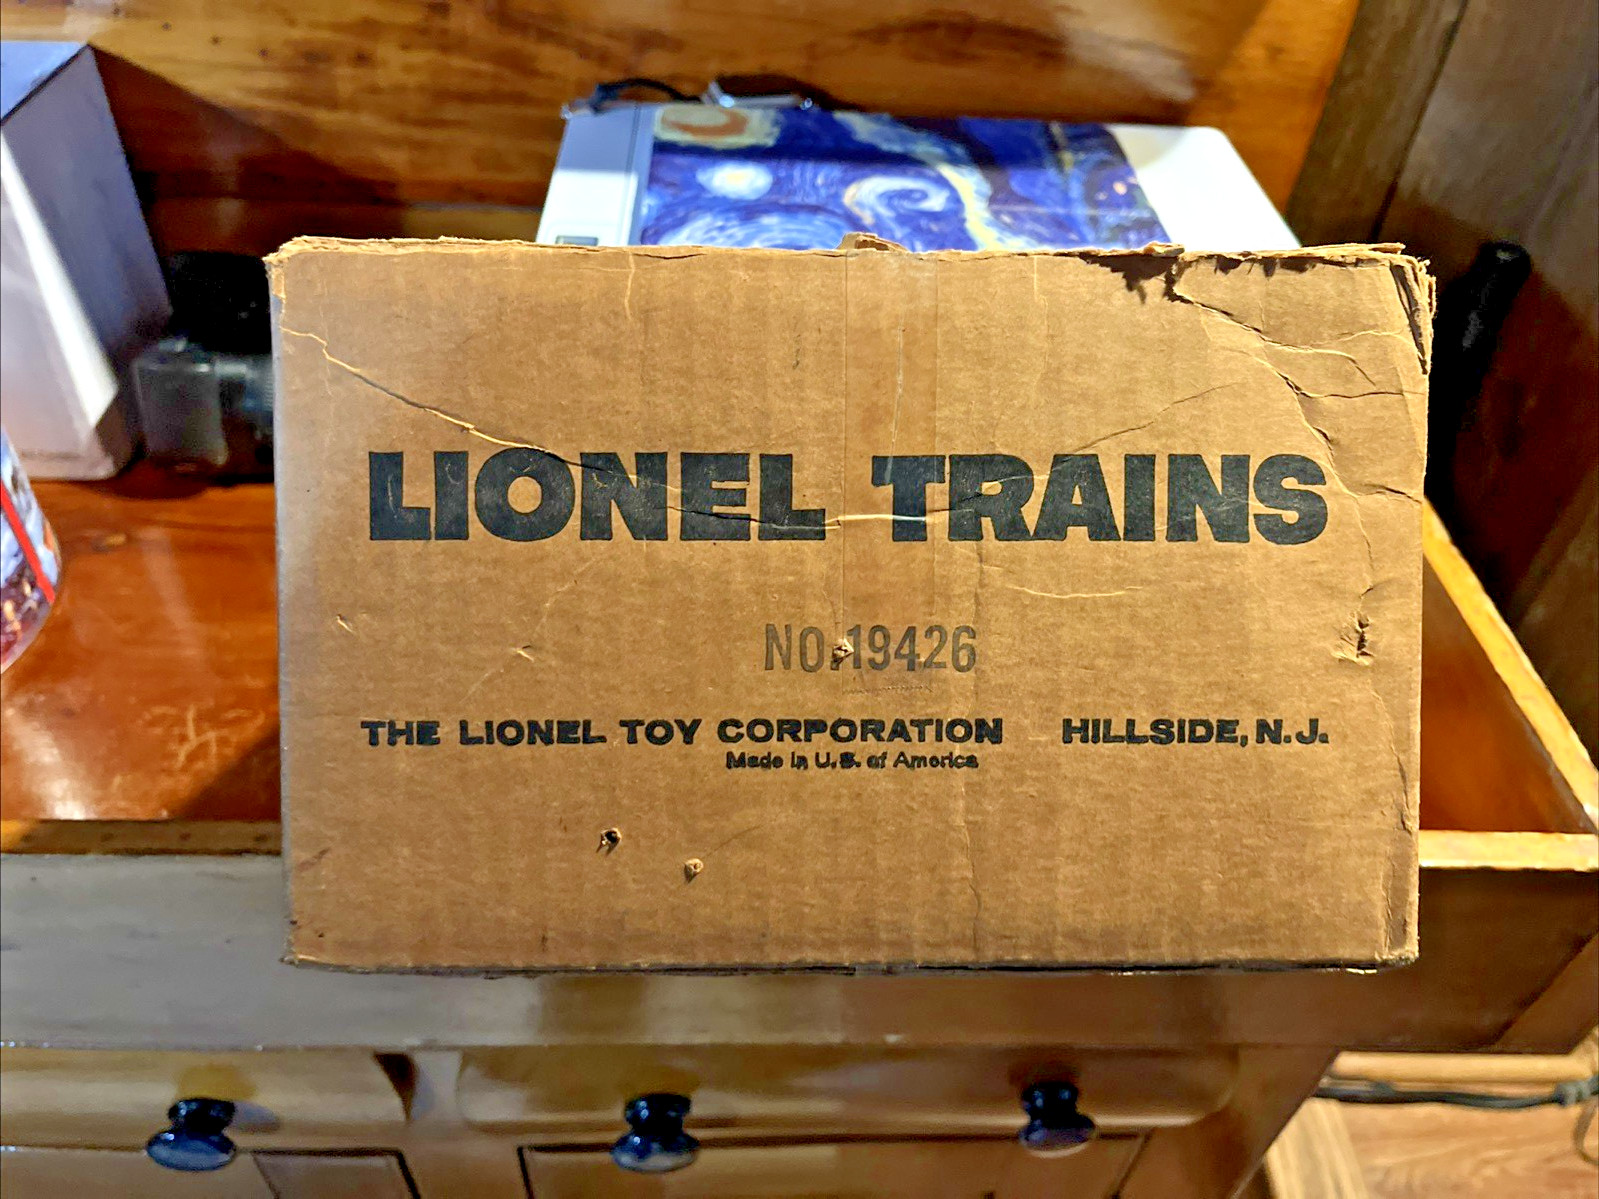 LIONEL TRAINS
NO. 19426
THE LIONEL TOY CORPORATION HILLSIDE, N.J.
Made in U.S. of America